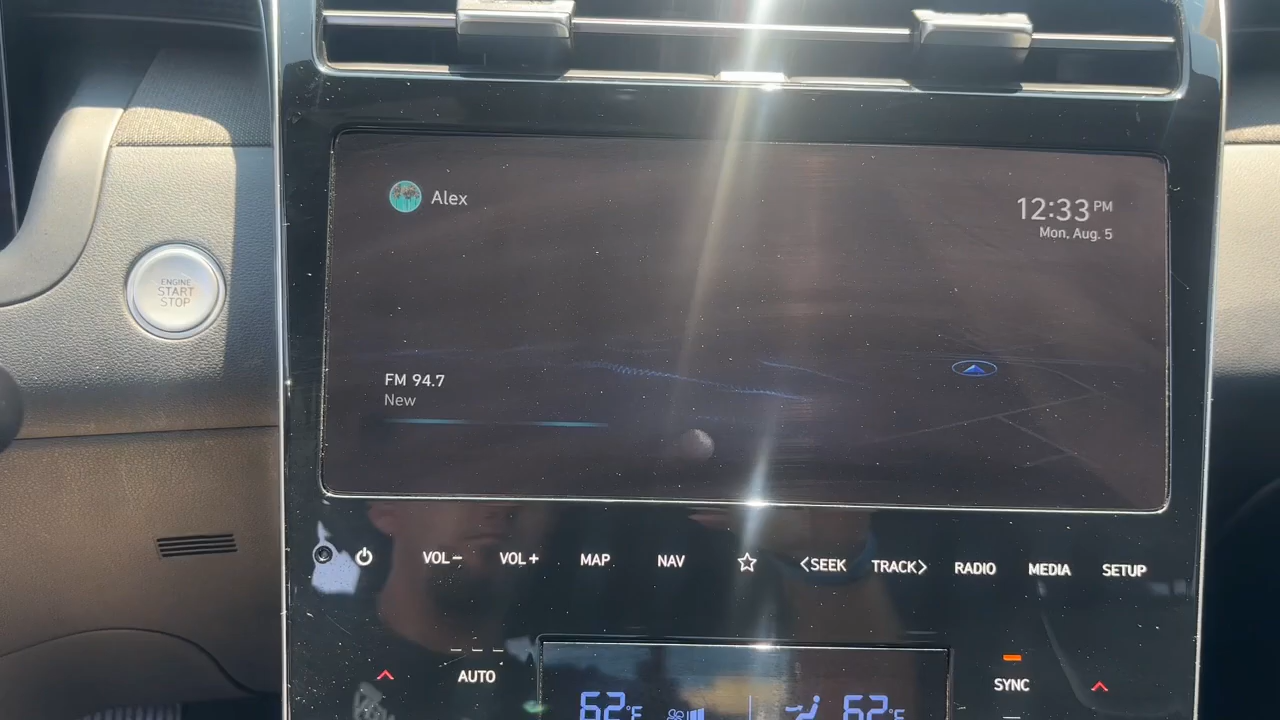 Alex
12:33 PM
Mon, Aug. 5
ENGINE
START
STOP
FM 94.7
New
VOL− VOL+ MAP NAV <SEEK TRACK> RADIO MEDIA SETUP
AUTO
SYNC
62°F 62°F